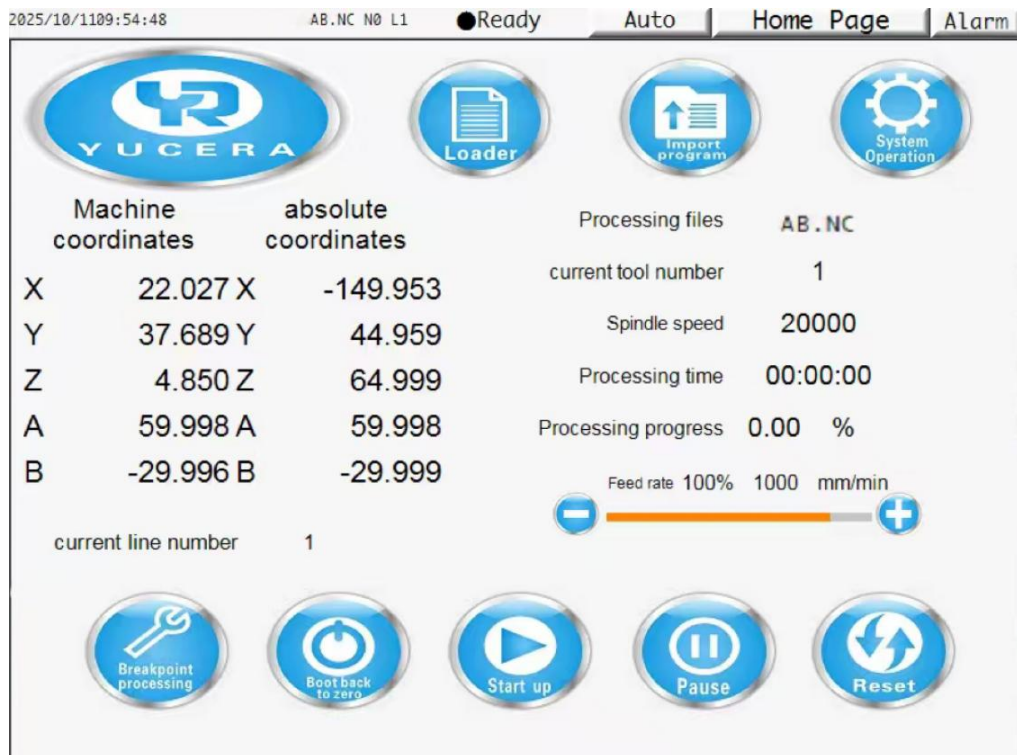 2025/10/1109:54:48 AB.NC N0 L1 ●Ready Auto Home Page Alarm
YUCERA
Loader
Import
program
System
Operation
Machine
coordinates
absolute
coordinates
X 22.027 X -149.953
Y 37.689 Y 44.959
Z 4.850 Z 64.999
A 59.998 A 59.998
B -29.996 B -29.999
current line number 1
Processing files AB.NC
current tool number 1
Spindle speed 20000
Processing time 00:00:00
Processing progress 0.00 %
Feed rate 100% 1000 mm/min
Breakpoint
processing
Boot back
to zero
Start up
Pause
Reset